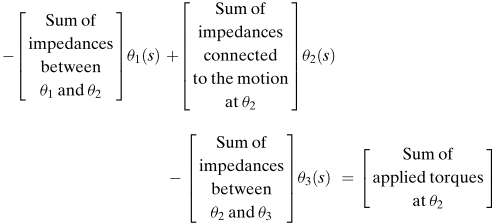 − [Sum of impedances between θ₁ and θ₂] θ₁(s) + [Sum of impedances connected to the motion at θ₂] θ₂(s)
− [Sum of impedances between θ₂ and θ₃] θ₃(s) = [Sum of applied torques at θ₂]